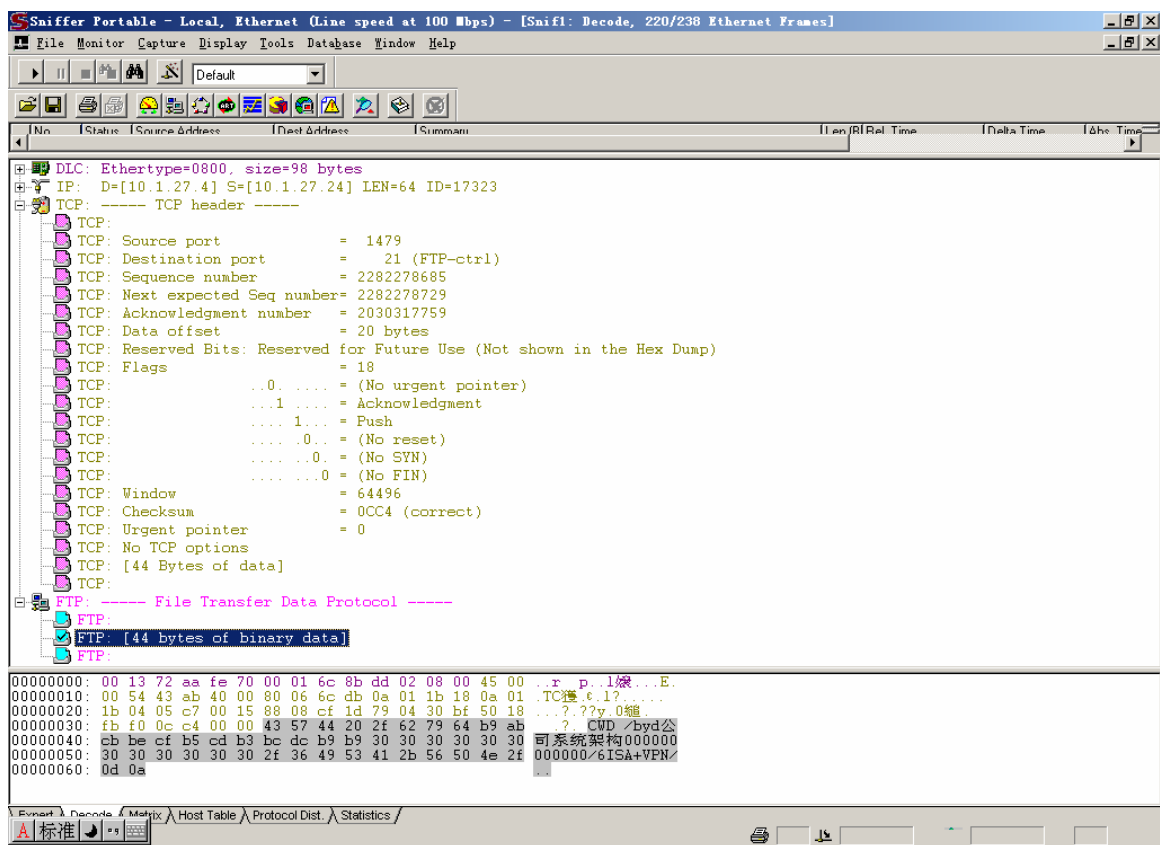 Sniffer Portable - Local, Ethernet (Line speed at 100 Mbps) - [Snif1: Decode, 220/238 Ethernet Frames]
File Monitor Capture Display Tools Database Window Help
Default
No. Status Source Address Dest Address Summary Len (B) Rel. Time Delta Time Abs. Time
DLC: Ethertype=0800, size=98 bytes
IP: D=[10.1.27.4] S=[10.1.27.24] LEN=64 ID=17323
TCP: ----- TCP header -----
TCP:
TCP: Source port = 1479
TCP: Destination port = 21 (FTP-ctrl)
TCP: Sequence number = 2282278685
TCP: Next expected Seq number= 2282278729
TCP: Acknowledgment number = 2030317759
TCP: Data offset = 20 bytes
TCP: Reserved Bits: Reserved for Future Use (Not shown in the Hex Dump)
TCP: Flags = 18
TCP: ..0. .... = (No urgent pointer)
TCP: ...1 .... = Acknowledgment
TCP: .... 1... = Push
TCP: .... .0.. = (No reset)
TCP: .... ..0. = (No SYN)
TCP: .... ...0 = (No FIN)
TCP: Window = 64496
TCP: Checksum = 0CC4 (correct)
TCP: Urgent pointer = 0
TCP: No TCP options
TCP: [44 Bytes of data]
TCP:
FTP: ----- File Transfer Data Protocol -----
FTP:
FTP: [44 bytes of binary data]
FTP:
00000000: 00 13 72 aa fe 70 00 01 6c 8b dd 02 08 00 45 00 ..r p..l嬢...E.
00000010: 00 54 43 ab 40 00 80 06 6c db 0a 01 1b 18 0a 01 .TC獲.€.l?.....
00000020: 1b 04 05 c7 00 15 88 08 cf 1d 79 04 30 bf 50 18 ...?.??y.0縋.
00000030: fb f0 0c c4 00 00 43 57 44 20 2f 62 79 64 b9 ab .?. CWD /byd公
00000040: cb be cf b5 cd b3 bc dc b9 b9 30 30 30 30 30 30 司系统架构000000
00000050: 30 30 30 30 30 30 2f 36 49 53 41 2b 56 50 4e 2f 000000/6ISA+VPN/
00000060: 0d 0a ..
Expert Decode Matrix Host Table Protocol Dist. Statistics
A 标准